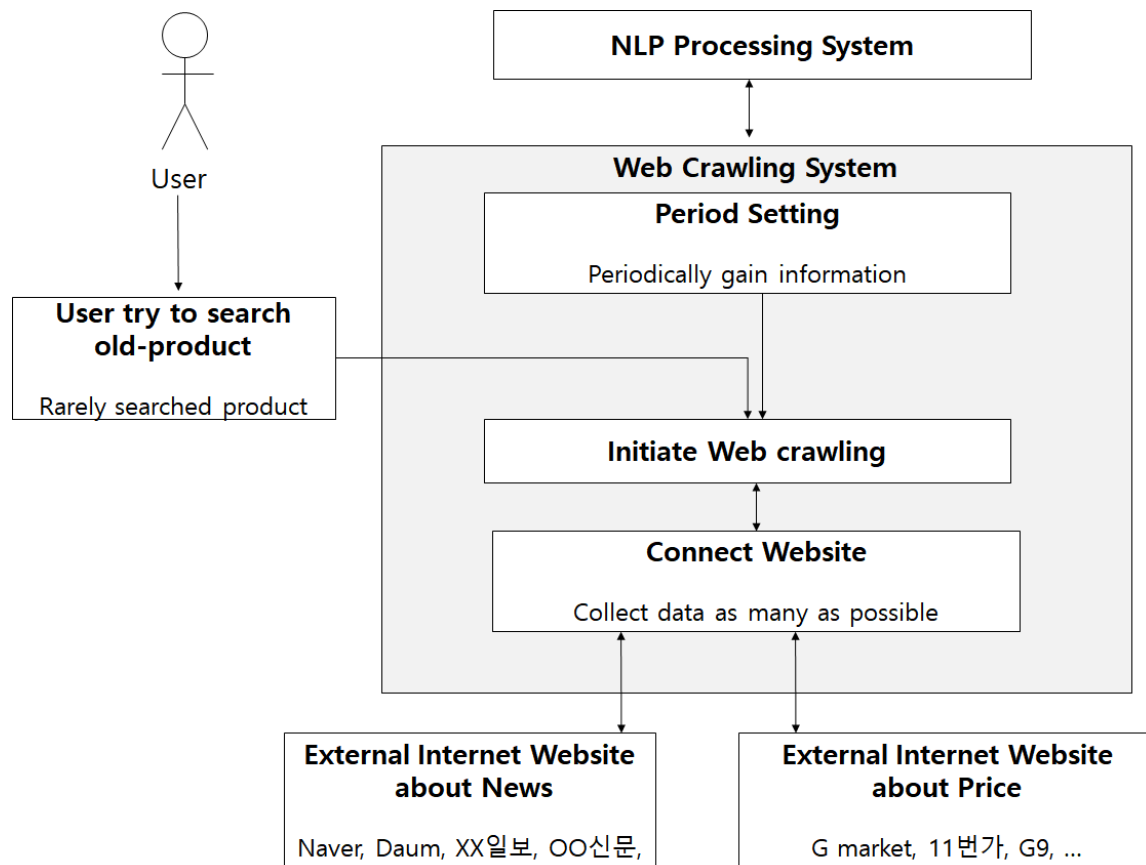 NLP Processing System
User
Web Crawling System
Period Setting
Periodically gain information
User try to search
old-product
Rarely searched product
Initiate Web crawling
Connect Website
Collect data as many as possible
External Internet Website
about News
Naver, Daum, XX일보, OO신문,
External Internet Website
about Price
G market, 11번가, G9, ...